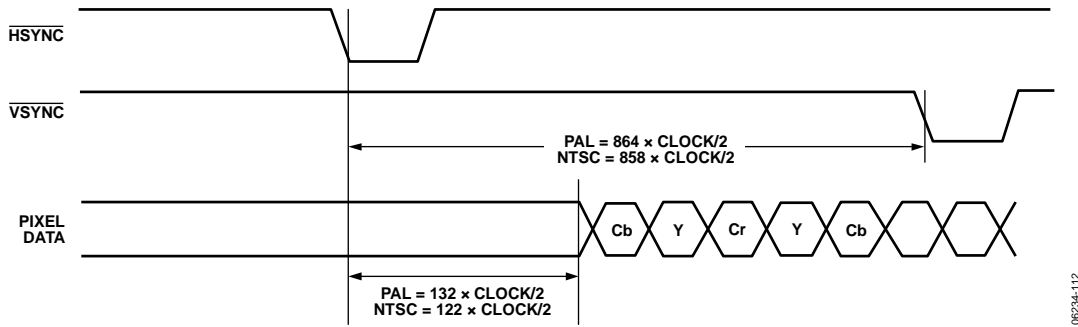 HSYNC
VSYNC
PAL = 864 × CLOCK/2
NTSC = 858 × CLOCK/2
PIXEL
DATA
Cb Y Cr Y Cb
PAL = 132 × CLOCK/2
NTSC = 122 × CLOCK/2
06234-112